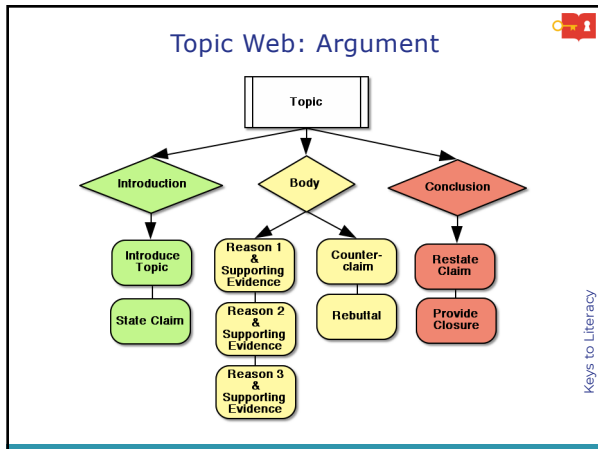 Topic Web: Argument
Topic
Introduction
Body
Conclusion
Introduce
Topic
State Claim
Reason 1
&
Supporting
Evidence
Reason 2
&
Supporting
Evidence
Reason 3
&
Supporting
Evidence
Counter-
claim
Rebuttal
Restate
Claim
Provide
Closure
Keys to Literacy